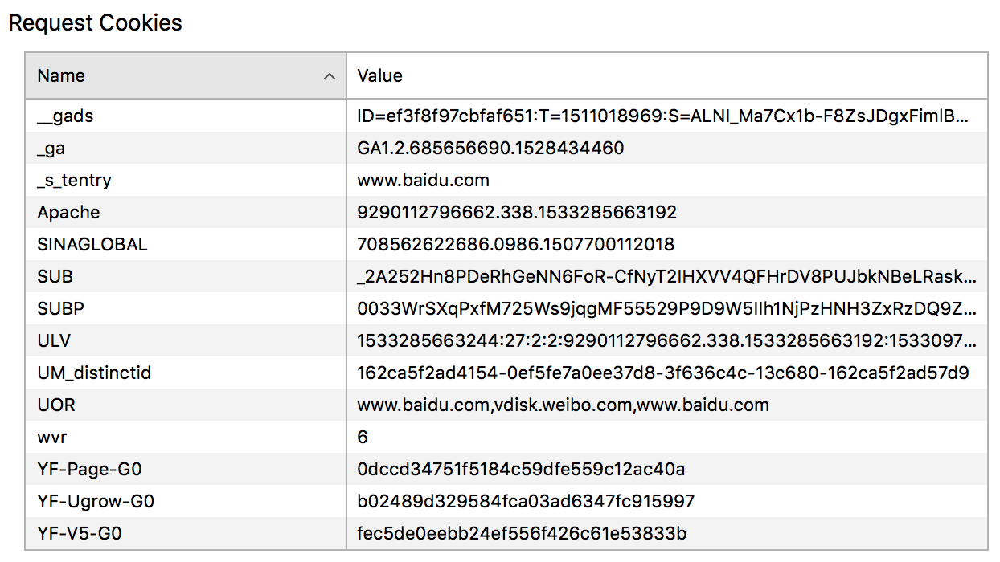 Request Cookies
Name Value
__gads ID=ef3f8f97cbfaf651:T=1511018969:S=ALNI_Ma7Cx1b-F8ZsJDgxFimlB...
_ga GA1.2.685656690.1528434460
_s_tentry www.baidu.com
Apache 9290112796662.338.1533285663192
SINAGLOBAL 708562622686.0986.1507700112018
SUB _2A252Hn8PDeRhGeNN6FoR-CfNyT2IHXVV4QFHrDV8PUJbkNBeLRask...
SUBP 0033WrSXqPxfM725Ws9jqgMF55529P9D9W5IIh1NjPzHNH3ZxRzDQ9Z...
ULV 1533285663244:27:2:2:9290112796662.338.1533285663192:1533097...
UM_distinctid 162ca5f2ad4154-0ef5fe7a0ee37d8-3f636c4c-13c680-162ca5f2ad57d9
UOR www.baidu.com,vdisk.weibo.com,www.baidu.com
wvr 6
YF-Page-G0 0dccd34751f5184c59dfe559c12ac40a
YF-Ugrow-G0 b02489d329584fca03ad6347fc915997
YF-V5-G0 fec5de0eebb24ef556f426c61e53833b